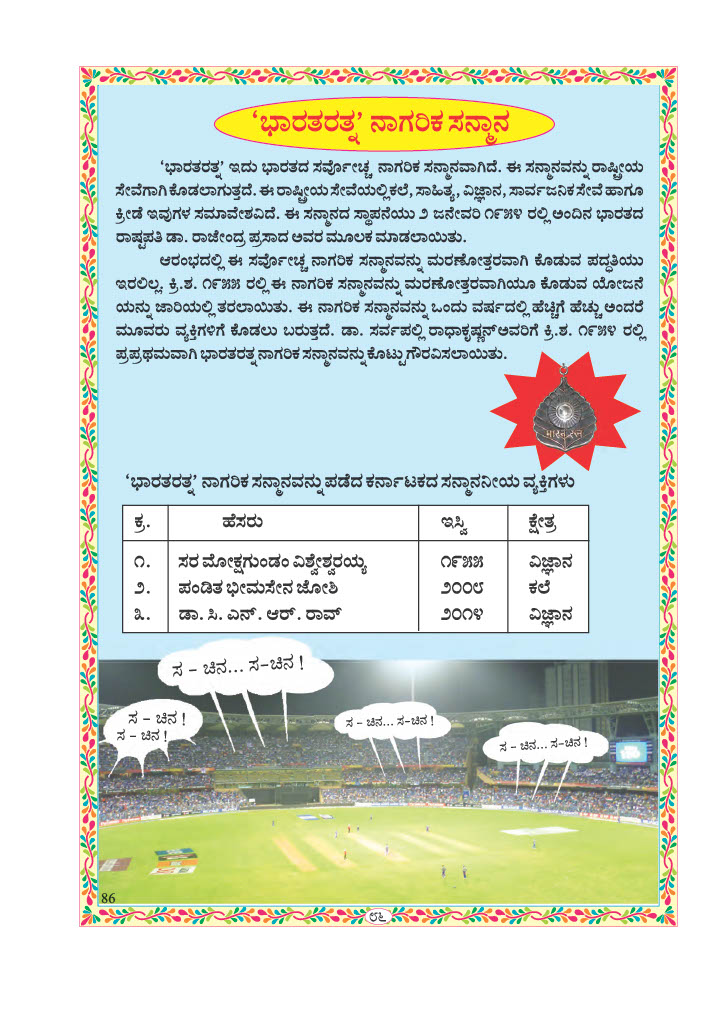 ‘ಭಾರತರತ್ನ’ ನಾಗರಿಕ ಸನ್ಮಾನ
‘ಭಾರತರತ್ನ’ ಇದು ಭಾರತದ ಸರ್ವೋಚ್ಚ ನಾಗರಿಕ ಸನ್ಮಾನವಾಗಿದೆ. ಈ ಸನ್ಮಾನವನ್ನು ರಾಷ್ಟ್ರೀಯ
ಸೇವೆಗಾಗಿ ಕೊಡಲಾಗುತ್ತದೆ. ಈ ರಾಷ್ಟ್ರೀಯ ಸೇವೆಯಲ್ಲಿ ಕಲೆ, ಸಾಹಿತ್ಯ, ವಿಜ್ಞಾನ, ಸಾರ್ವಜನಿಕ ಸೇವೆ ಹಾಗೂ
ಕ್ರೀಡೆ ಇವುಗಳ ಸಮಾವೇಶವಿದೆ. ಈ ಸನ್ಮಾನದ ಸ್ಥಾಪನೆಯು ೨ ಜನೇವರಿ ೧೯೫೪ ರಲ್ಲಿ ಅಂದಿನ ಭಾರತದ
ರಾಷ್ಟಪತಿ ಡಾ. ರಾಜೇಂದ್ರ ಪ್ರಸಾದ ಅವರ ಮೂಲಕ ಮಾಡಲಾಯಿತು.
ಆರಂಭದಲ್ಲಿ ಈ ಸರ್ವೋಚ್ಚ ನಾಗರಿಕ ಸನ್ಮಾನವನ್ನು ಮರಣೋತ್ತರವಾಗಿ ಕೊಡುವ ಪದ್ಧತಿಯು
ಇರಲಿಲ್ಲ. ಕ್ರಿ.ಶ. ೧೯೫೫ ರಲ್ಲಿ ಈ ನಾಗರಿಕ ಸನ್ಮಾನವನ್ನು ಮರಣೋತ್ತರವಾಗಿಯೂ ಕೊಡುವ ಯೋಜನೆ
ಯನ್ನು ಜಾರಿಯಲ್ಲಿ ತರಲಾಯಿತು. ಈ ನಾಗರಿಕ ಸನ್ಮಾನವನ್ನು ಒಂದು ವರ್ಷದಲ್ಲಿ ಹೆಚ್ಚಿಗೆ ಹೆಚ್ಚು ಅಂದರೆ
ಮೂವರು ವ್ಯಕ್ತಿಗಳಿಗೆ ಕೊಡಲು ಬರುತ್ತದೆ. ಡಾ. ಸರ್ವಪಲ್ಲಿ ರಾಧಾಕೃಷ್ಣನ್‌ಆವರಿಗೆ ಕ್ರಿ.ಶ. ೧೯೫೪ ರಲ್ಲಿ
ಪ್ರಪ್ರಥಮವಾಗಿ ಭಾರತರತ್ನ ನಾಗರಿಕ ಸನ್ಮಾನವನ್ನು ಕೊಟ್ಟು ಗೌರವಿಸಲಾಯಿತು.
भारत रत्न
‘ಭಾರತರತ್ನ’ ನಾಗರಿಕ ಸನ್ಮಾನವನ್ನು ಪಡೆದ ಕರ್ನಾಟಕದ ಸನ್ಮಾನನೀಯ ವ್ಯಕ್ತಿಗಳು
ಕ್ರ. ಹೆಸರು ಇಸ್ವಿ ಕ್ಷೇತ್ರ
೧. ಸರ ಮೋಕ್ಷಗುಂಡಂ ವಿಶ್ವೇಶ್ವರಯ್ಯ ೧೯೫೫ ವಿಜ್ಞಾನ
೨. ಪಂಡಿತ ಭೀಮಸೇನ ಜೋಶಿ ೨೦೦೮ ಕಲೆ
೩. ಡಾ. ಸಿ. ಎನ್. ಆರ್. ರಾವ್ ೨೦೧೪ ವಿಜ್ಞಾನ
ಸ – ಚಿನ... ಸ–ಚಿನ !
ಸ – ಚಿನ !
ಸ – ಚಿನ !
ಸ – ಚಿನ... ಸ–ಚಿನ !
ಸ – ಚಿನ... ಸ–ಚಿನ !
86
೮೬